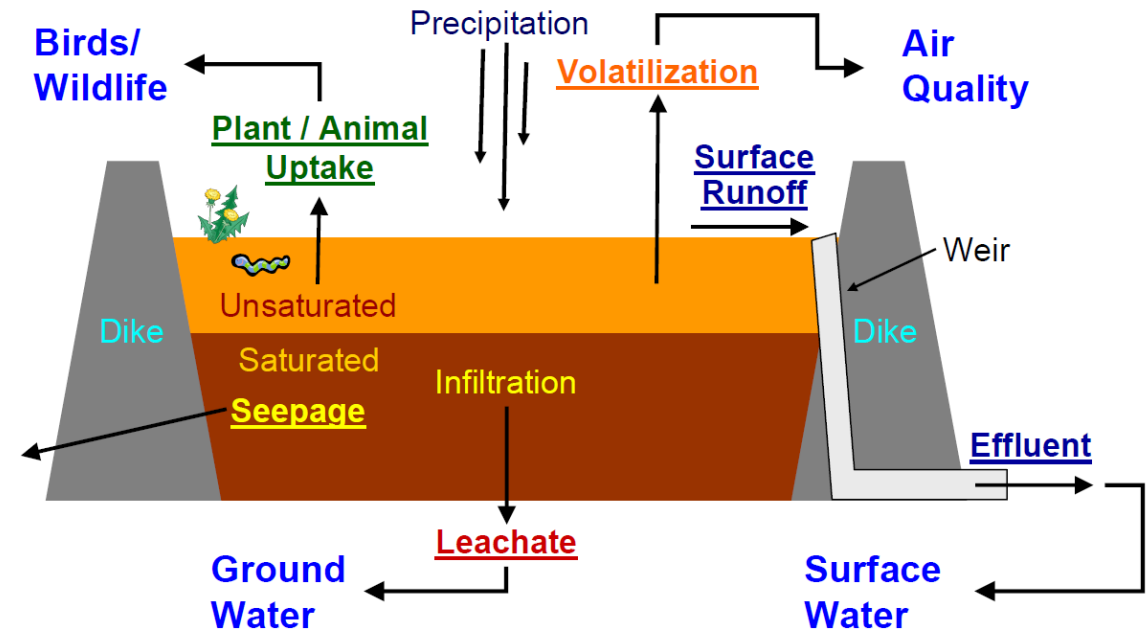 Precipitation
Birds/
Wildlife
Volatilization
Air
Quality
Plant / Animal
Uptake
Surface
Runoff
Weir
Unsaturated
Dike
Dike
Saturated
Infiltration
Seepage
Effluent
Leachate
Ground
Water
Surface
Water